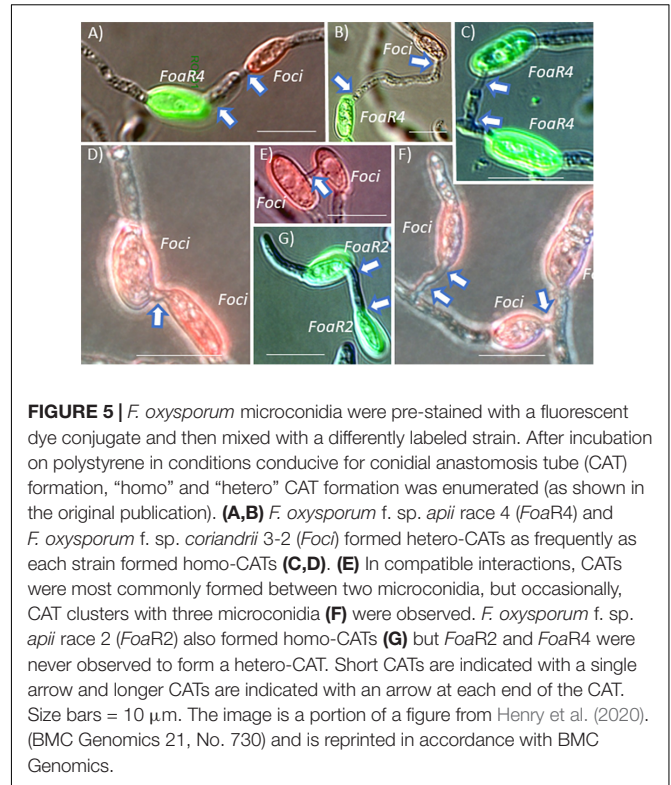 A)
FoaR4
Foci
B)
Foci
FoaR4
C)
FoaR4
FoaR4
D)
Foci
Foci
E)
Foci
Foci
F)
Foci
Foci
G)
FoaR2
FoaR2
FIGURE 5 | F. oxysporum microconidia were pre-stained with a fluorescent
dye conjugate and then mixed with a differently labeled strain. After incubation
on polystyrene in conditions conducive for conidial anastomosis tube (CAT)
formation, “homo” and “hetero” CAT formation was enumerated (as shown in
the original publication). (A,B) F. oxysporum f. sp. apii race 4 (FoaR4) and
F. oxysporum f. sp. coriandrii 3-2 (Foci) formed hetero-CATs as frequently as
each strain formed homo-CATs (C,D). (E) In compatible interactions, CATs
were most commonly formed between two microconidia, but occasionally,
CAT clusters with three microconidia (F) were observed. F. oxysporum f. sp.
apii race 2 (FoaR2) also formed homo-CATs (G) but FoaR2 and FoaR4 were
never observed to form a hetero-CAT. Short CATs are indicated with a single
arrow and longer CATs are indicated with an arrow at each end of the CAT.
Size bars = 10 μm. The image is a portion of a figure from Henry et al. (2020).
(BMC Genomics 21, No. 730) and is reprinted in accordance with BMC
Genomics.